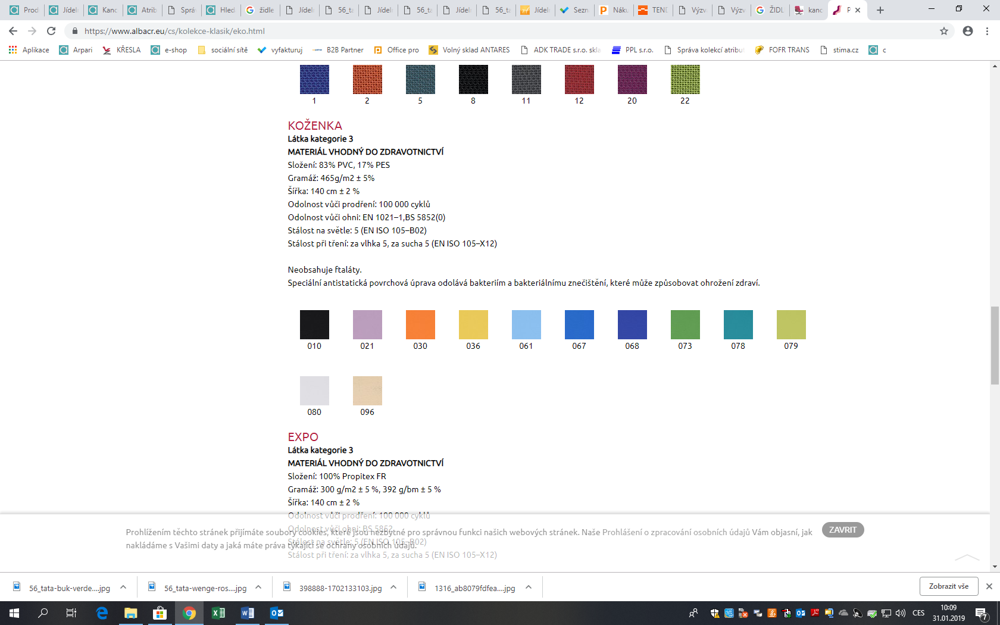 Prod
Jídel
Kanc
Atrib
Sprá
Hled
židle
Jídel
56_ta
Jídel
56_ta
Jídel
56_ta
Jídel
Sezn
Náku
TEND
Výzv
Výzv
ŽIDL
kanc
P
https://www.albacr.eu/cs/kolekce-klasik/eko.html
Aplikace
Arpari
KŘESLA
e-shop
sociální sítě
vyfakturuj
B2B Partner
Office pro
Volný sklad ANTARES
ADK TRADE s.r.o. skla
PPL s.r.o.
Správa kolekcí atribut
FOFR TRANS
stima.cz
c
1 2 5 8 11 12 20 22
KOŽENKA
Látka kategorie 3
MATERIÁL VHODNÝ DO ZDRAVOTNICTVÍ
Složení: 83% PVC, 17% PES
Gramáž: 465g/m2 ± 5%
Šířka: 140 cm ± 2 %
Odolnost vůči prodření: 100 000 cyklů
Odolnost vůči ohni: EN 1021–1,BS 5852(0)
Stálost na světle: 5 (EN ISO 105–B02)
Stálost při tření: za vlhka 5, za sucha 5 (EN ISO 105–X12)
Neobsahuje ftaláty.
Speciální antistatická povrchová úprava odolává bakteriím a bakteriálnímu znečištění, které může způsobovat ohrožení zdraví.
010 021 030 036 061 067 068 073 078 079
080 096
EXPO
Látka kategorie 3
MATERIÁL VHODNÝ DO ZDRAVOTNICTVÍ
Složení: 100% Propitex FR
Gramáž: 300 g/m2 ± 5 %, 392 g/bm ± 5 %
Šířka: 140 cm ± 2 %
Odolnost vůči prodření: 100 000 cyklů
Odolnost vůči ohni: BS 5852
Prohlížením těchto stránek přijímáte soubory cookies, které jsou nezbytné pro správnou funkci našich webových stránek. Naše Prohlášení o zpracování osobních údajů Vám objasní, jak
ZAVRIT
Stálost na světle: 5 (EN ISO 105–B02)
nakládáme s Vašimi daty a jaká máte práva týkající se ochrany osobních údajů.
Stálost při tření: za vlhka 5, za sucha 5 (EN ISO 105–X12)
56_tata-buk-verde....jpg
56_tata-wenge-ros....jpg
398888-1702133103.jpg
1316_ab8079fdfea....jpg
Zobrazit vše
CES
10:09
31.01.2019
7